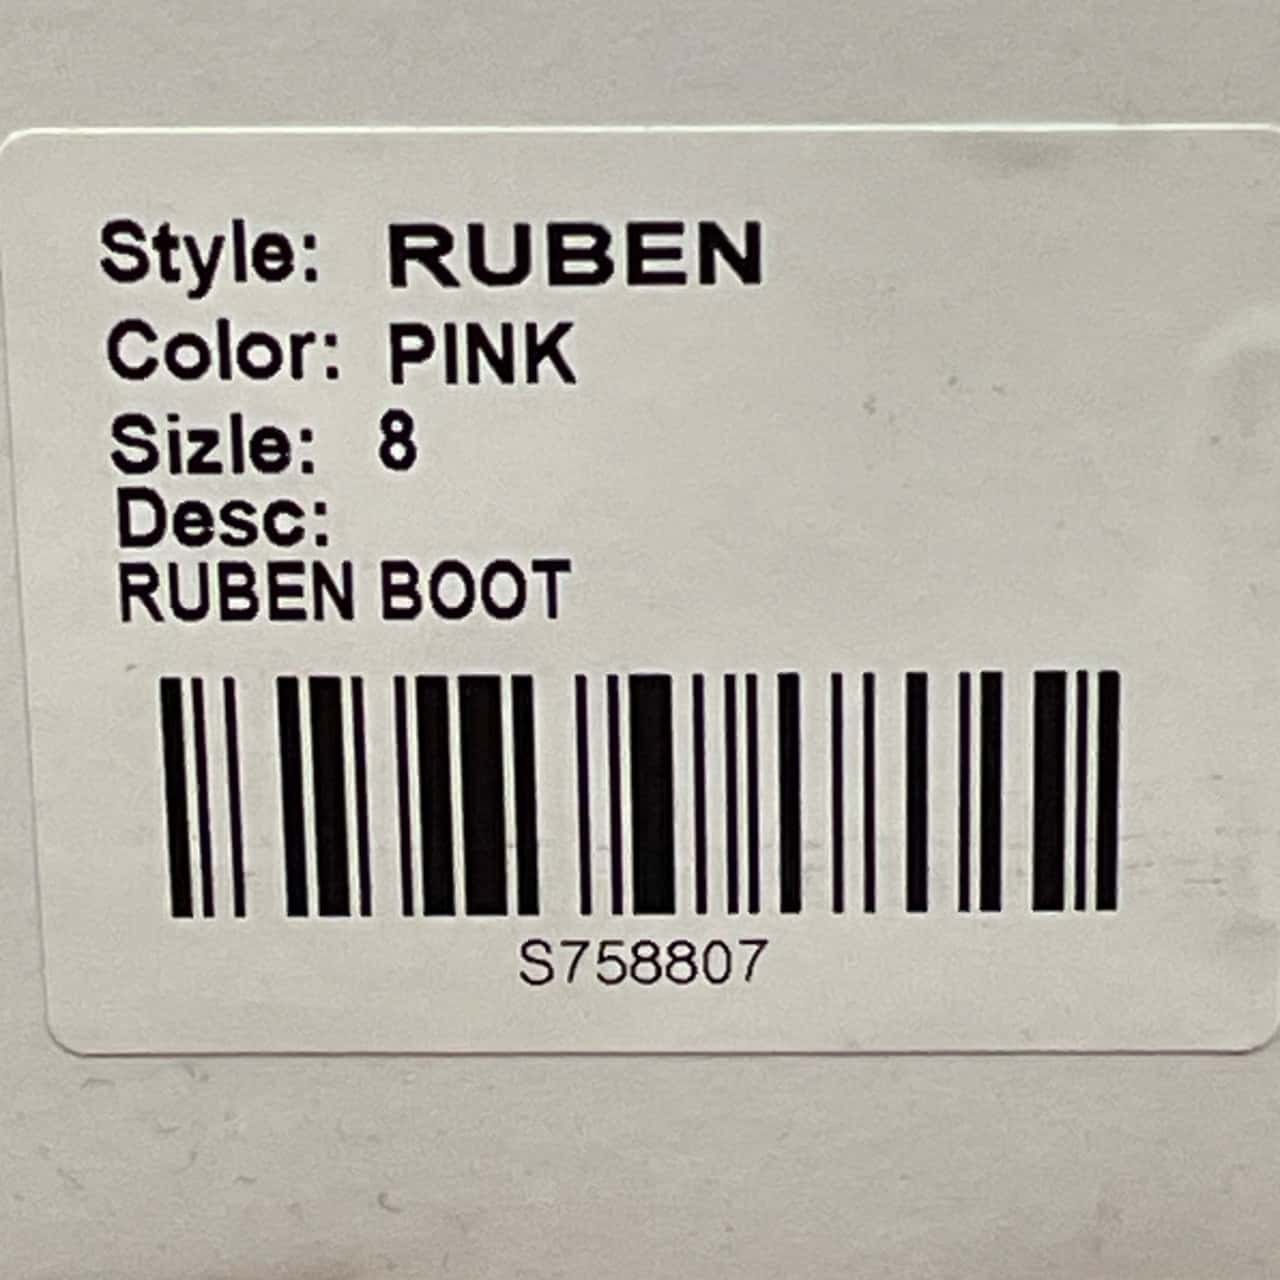 Style: RUBEN
Color: PINK
Sizle: 8
Desc:
RUBEN BOOT
S758807